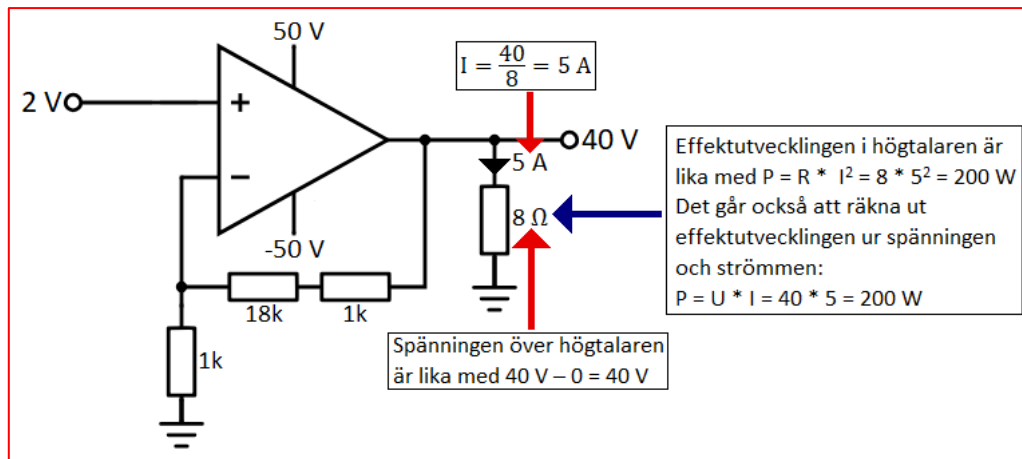 50 V
I = 40/8 = 5 A
2 V
+
40 V
5 A
Effektutvecklingen i högtalaren är
lika med P = R * I² = 8 * 5² = 200 W
Det går också att räkna ut
effektutvecklingen ur spänningen
och strömmen:
P = U * I = 40 * 5 = 200 W
−
8 Ω
-50 V
18k
1k
1k
Spänningen över högtalaren
är lika med 40 V – 0 = 40 V